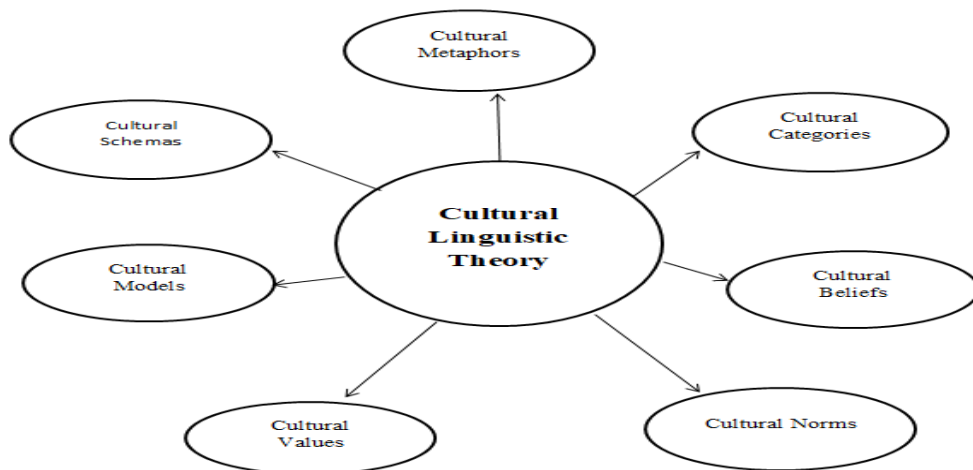 Cultural
Metaphors
Cultural
Schemas
Cultural
Categories
Cultural
Linguistic
Theory
Cultural
Models
Cultural
Beliefs
Cultural
Values
Cultural Norms